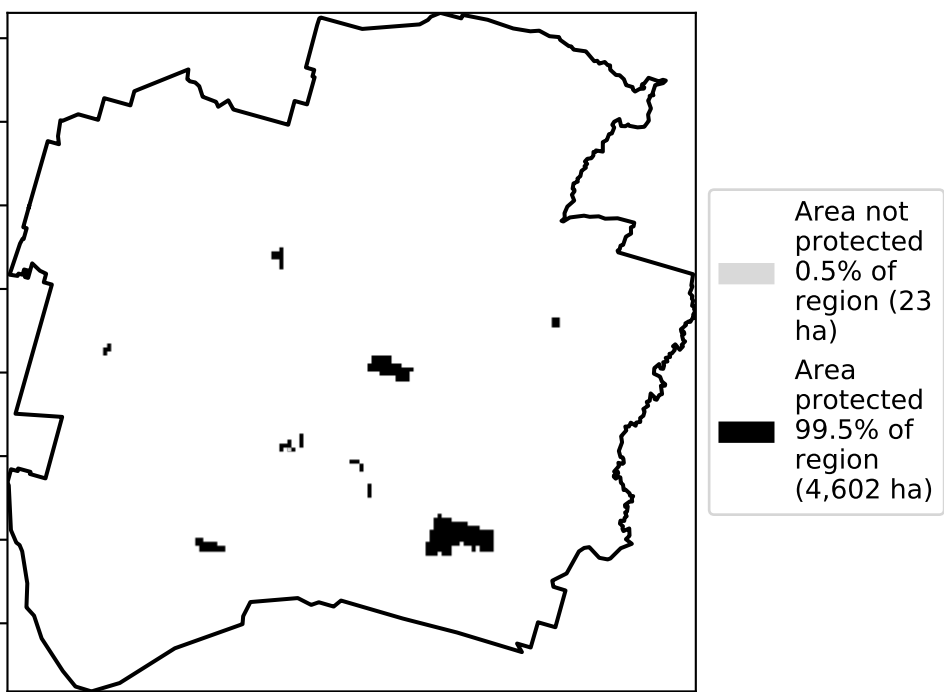 Area not
protected
0.5% of
region (23
ha)
Area
protected
99.5% of
region
(4,602 ha)